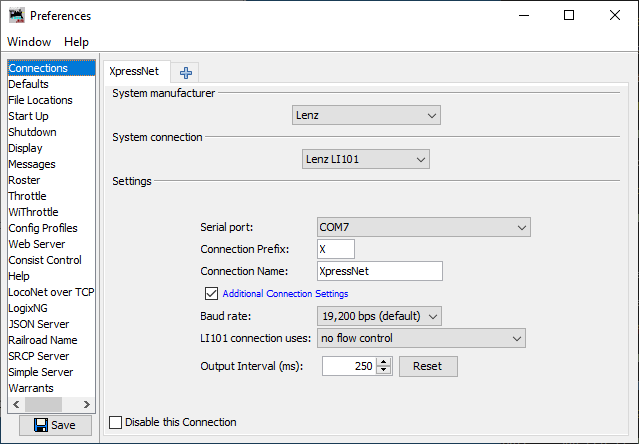 Preferences
Window Help
Connections
Defaults
File Locations
Start Up
Shutdown
Display
Messages
Roster
Throttle
WiThrottle
Config Profiles
Web Server
Consist Control
Help
LocoNet over TCP
LogixNG
JSON Server
Railroad Name
SRCP Server
Simple Server
Warrants
Save
XpressNet
System manufacturer
Lenz
System connection
Lenz LI101
Settings
Serial port: COM7
Connection Prefix: X
Connection Name: XpressNet
Additional Connection Settings
Baud rate: 19,200 bps (default)
LI101 connection uses: no flow control
Output Interval (ms): 250 Reset
Disable this Connection